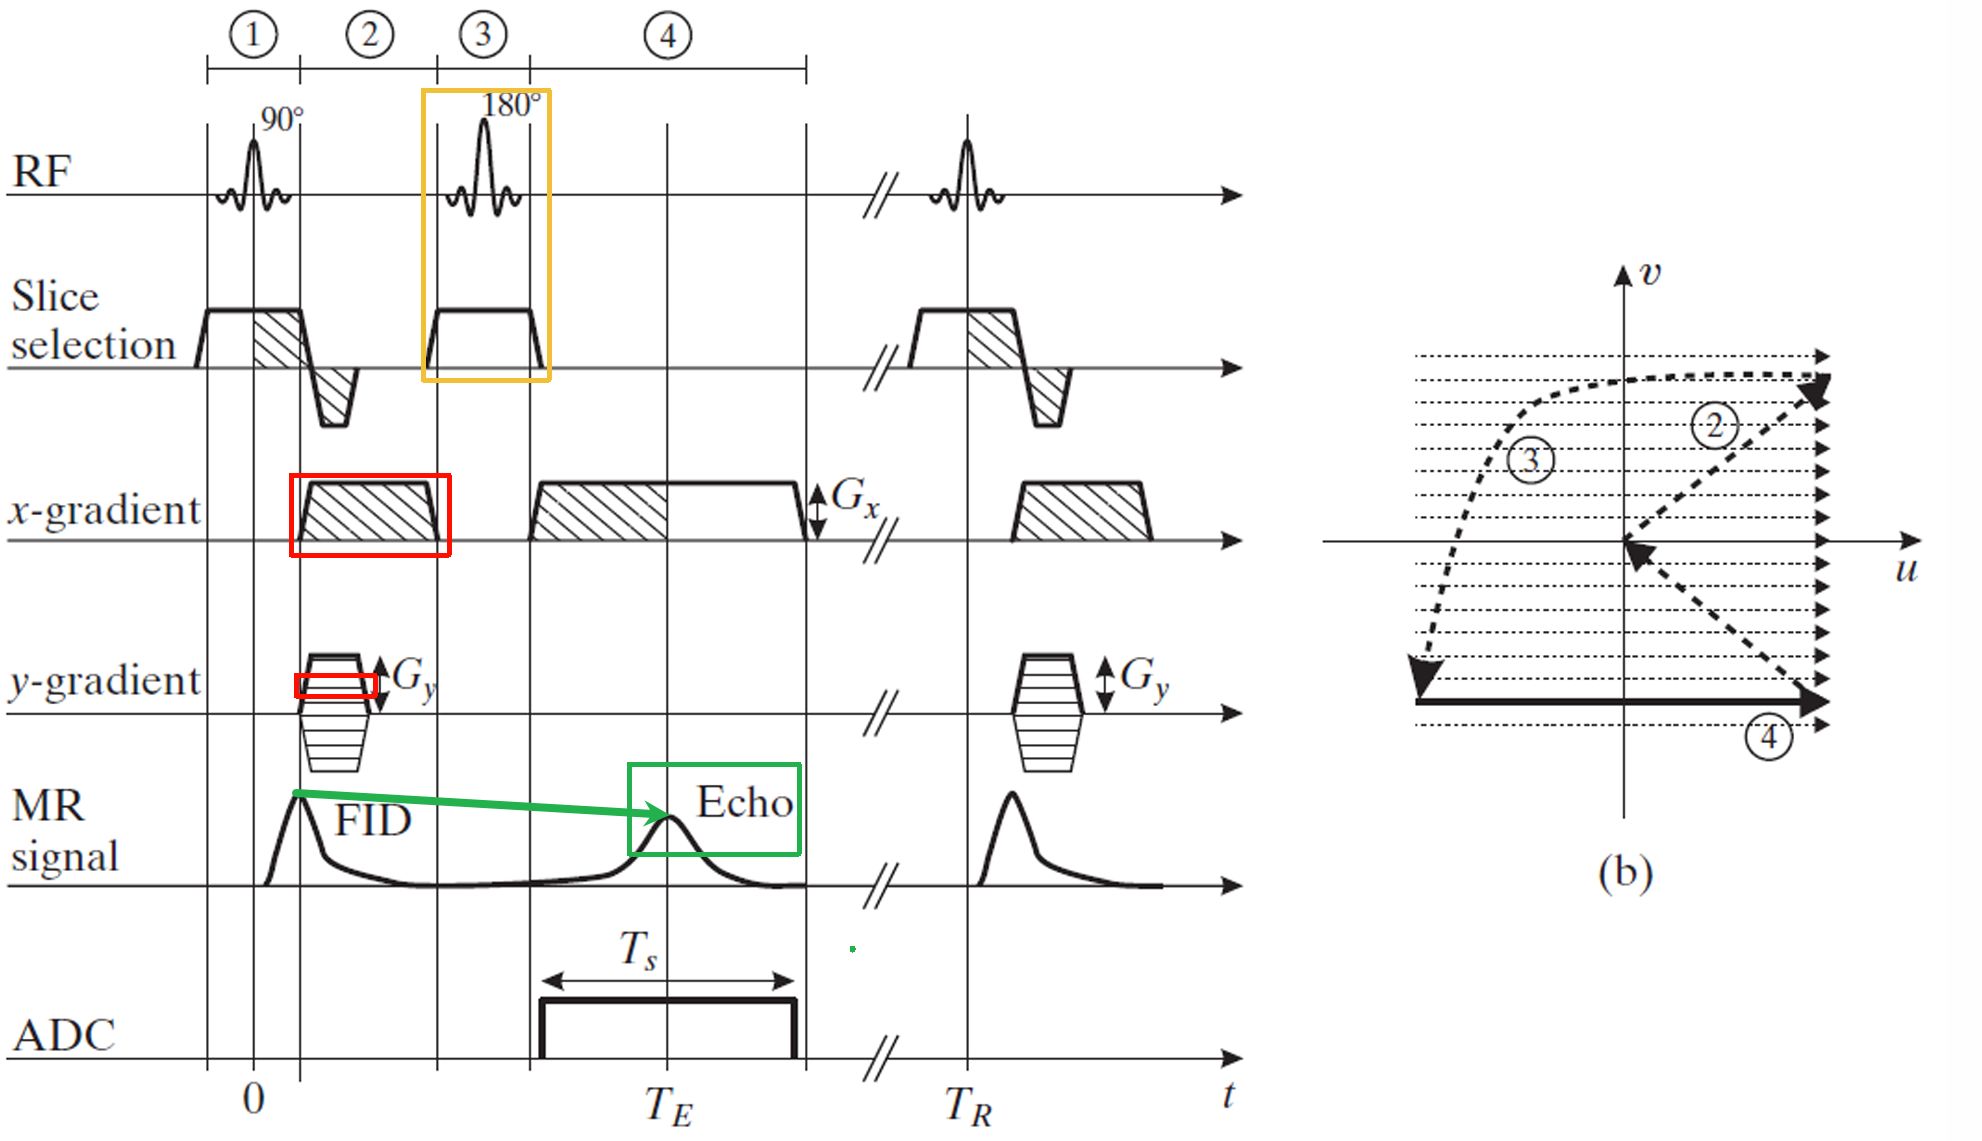 ① ② ③ ④
90° 180°
RF
Slice
selection
x-gradient
Gx
y-gradient
Gy Gy
MR
signal
FID Echo
Ts
ADC
0 TE TR t
v
②
③
u
④
(b)